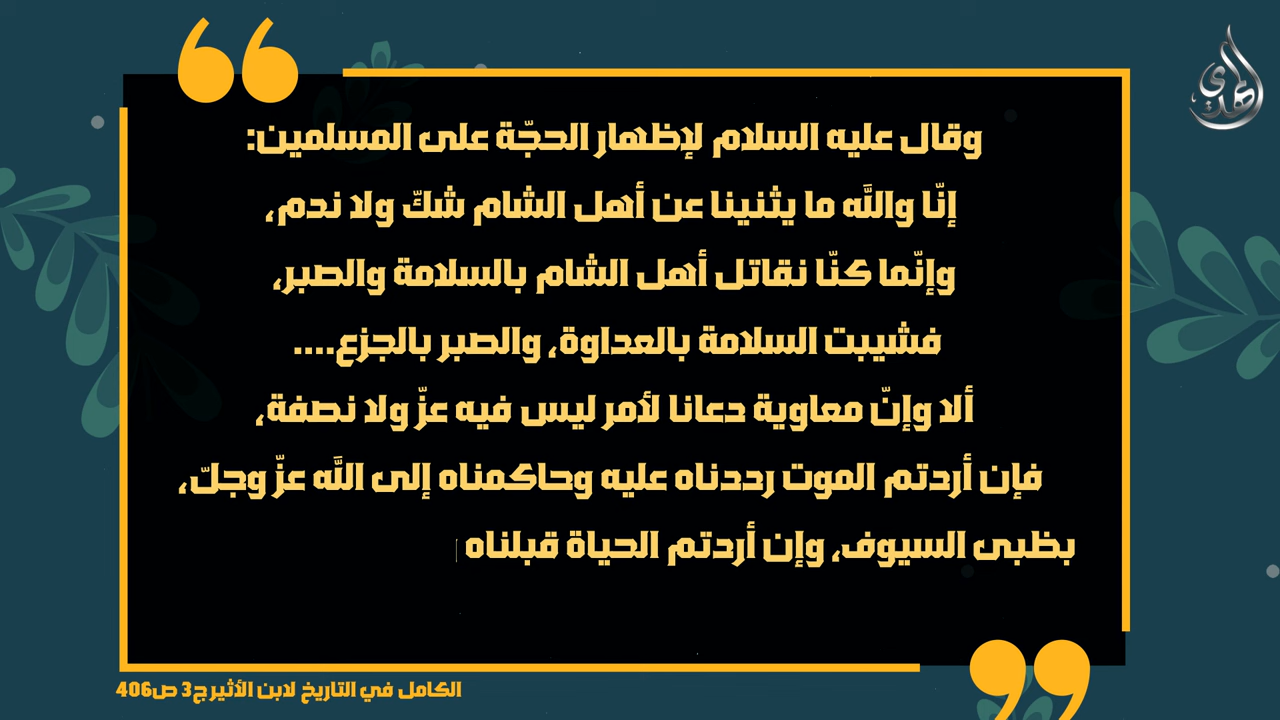 وقال عليه السلام لإظهار الحجّة على المسلمين:
إنّا واللَّه ما يثنينا عن أهل الشام شكّ ولا ندم،
وإنّما كنّا نقاتل أهل الشام بالسلامة والصبر،
فشيبت السلامة بالعداوة، والصبر بالجزع....
ألا وإنّ معاوية دعانا لأمر ليس فيه عزّ ولا نصفة،
فإن أردتم الموت رددناه عليه وحاكمناه إلى اللَّه عزّ وجلّ،
بظبى السيوف، وإن أردتم الحياة قبلناه
الكامل في التاريخ لابن الأثير ج3 ص406
الهدى